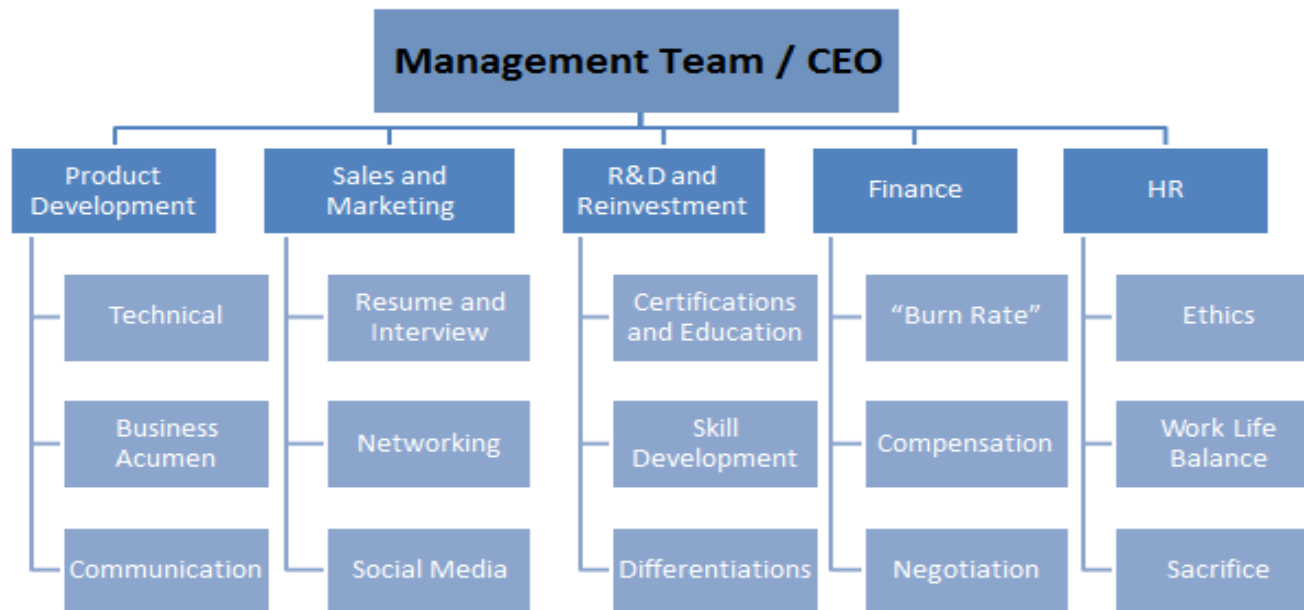 Management Team / CEO
Product
Development
Sales and
Marketing
R&D and
Reinvestment
Finance
HR
Technical
Resume and
Interview
Certifications
and Education
“Burn Rate”
Ethics
Business
Acumen
Networking
Skill
Development
Compensation
Work Life
Balance
Communication
Social Media
Differentiations
Negotiation
Sacrifice